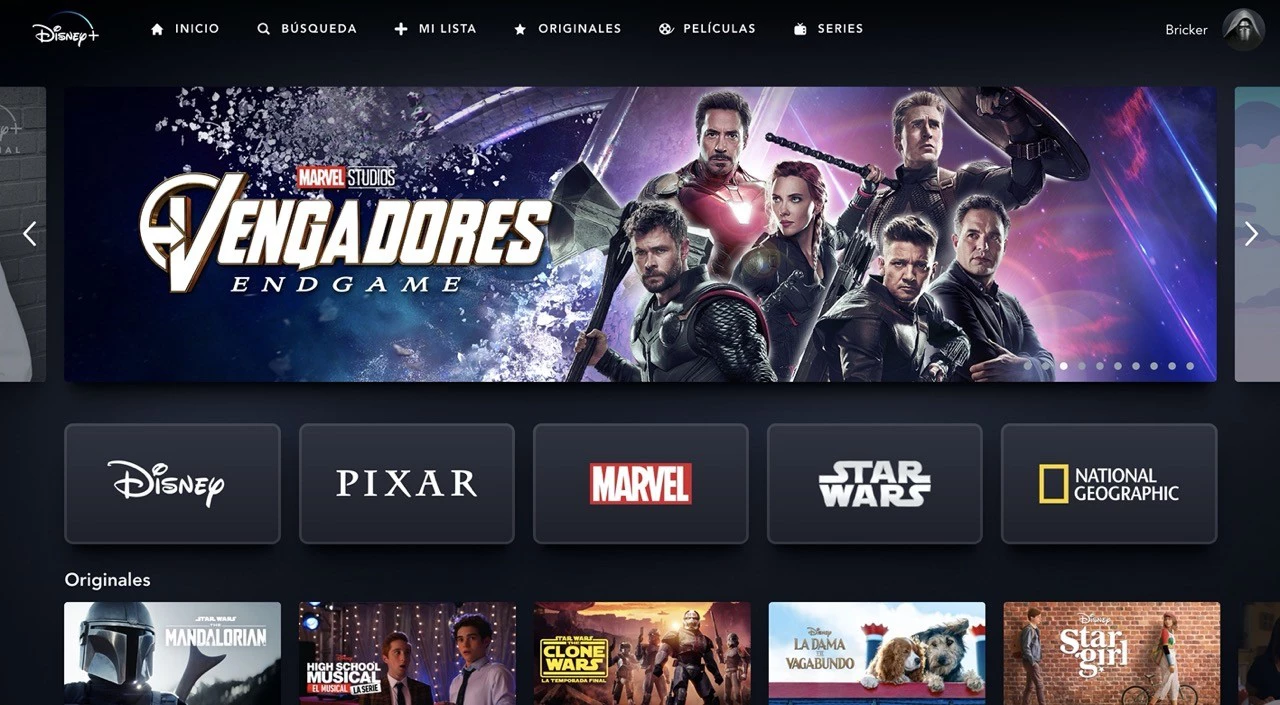 Disney+
INICIO
BÚSQUEDA
MI LISTA
ORIGINALES
PELÍCULAS
SERIES
Bricker
MARVEL STUDIOS
VENGADORES
ENDGAME
Disney
PIXAR
MARVEL
STAR
WARS
NATIONAL
GEOGRAPHIC
Originales
STAR WARS
THE
MANDALORIAN
HIGH SCHOOL
MUSICAL
EL MUSICAL LA SERIE
STAR WARS
THE
CLONE
WARS
LA TEMPORADA FINAL
Disney
LA DAMA
Y EL
VAGABUNDO
Disney
Star
girl